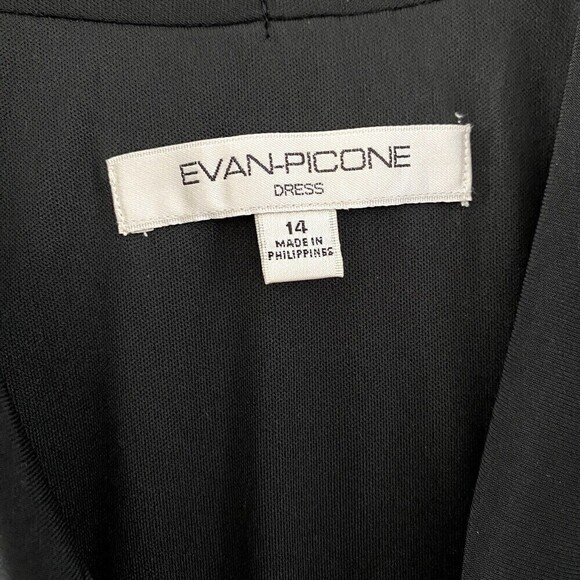 EVAN-PICONE
DRESS
14
MADE IN
PHILIPPINES